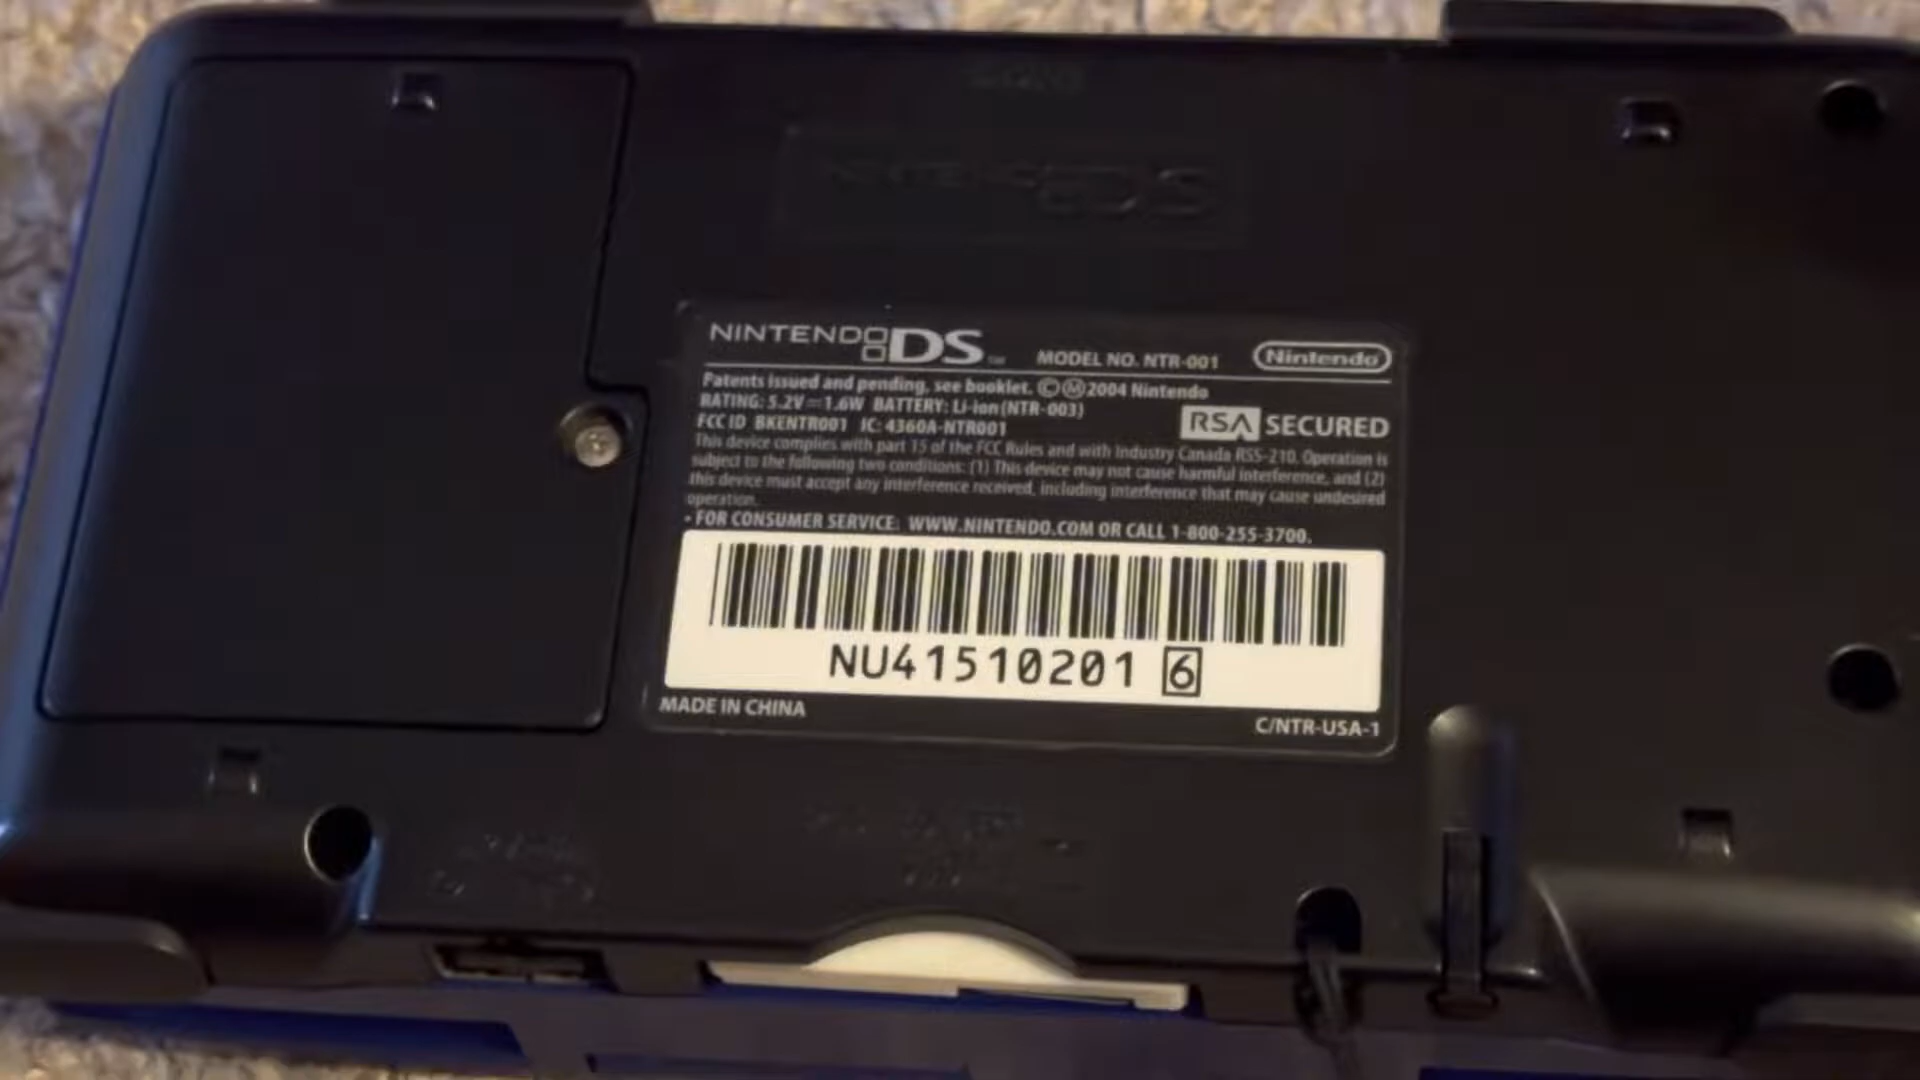 NINTENDO DS™ MODEL NO. NTR-001 Nintendo
Patents issued and pending, see booklet. ©Ⓜ2004 Nintendo
RATING: 5.2V⎓1.6W BATTERY: Li-ion(NTR-003)
FCC ID BKENTR001 IC: 4360A-NTR001
RSA SECURED
This device complies with part 15 of the FCC Rules and with Industry Canada RSS-210. Operation is
subject to the following two conditions: (1) This device may not cause harmful interference, and (2)
this device must accept any interference received, including interference that may cause undesired
operation.
• FOR CONSUMER SERVICE: WWW.NINTENDO.COM OR CALL 1-800-255-3700.
NU41510201 6
MADE IN CHINA
C/NTR-USA-1